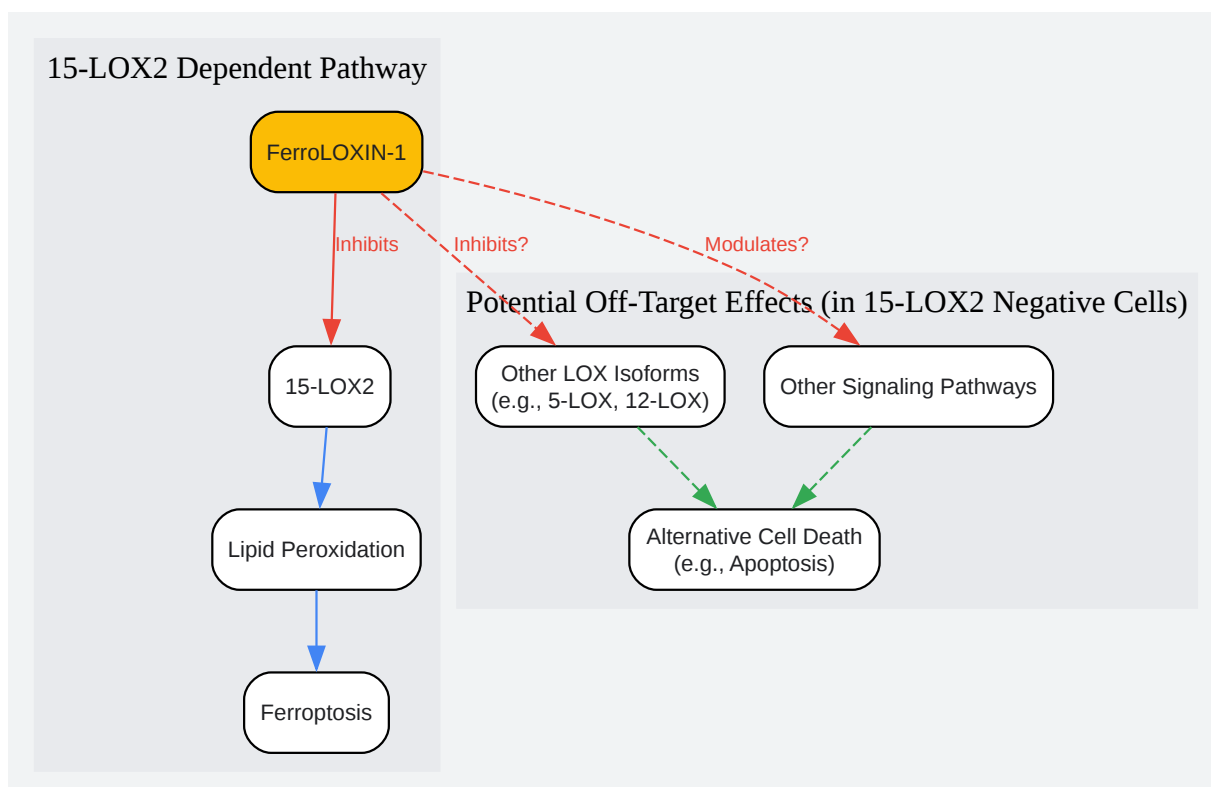 15-LOX2 Dependent Pathway
FerroLOXIN-1
Inhibits
Inhibits?
Modulates?
Potential Off-Target Effects (in 15-LOX2 Negative Cells)
15-LOX2
Other LOX Isoforms
(e.g., 5-LOX, 12-LOX)
Other Signaling Pathways
Lipid Peroxidation
Alternative Cell Death
(e.g., Apoptosis)
Ferroptosis